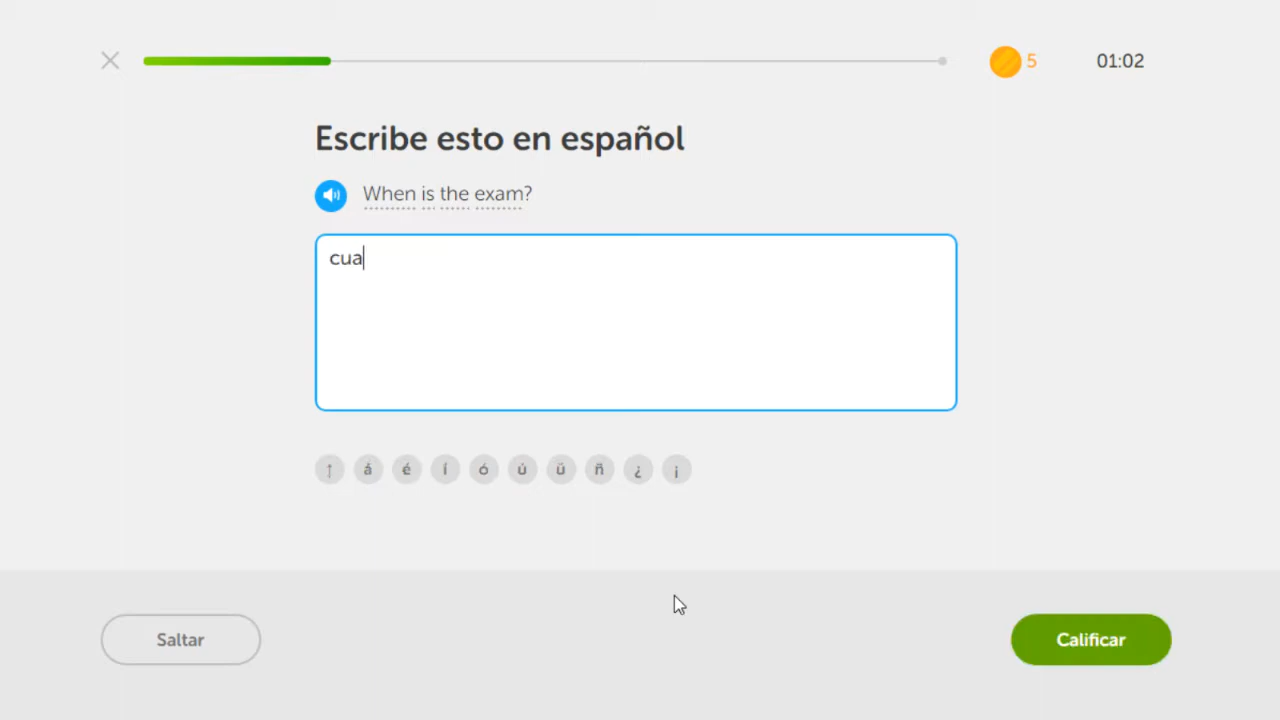 5 01:02
Escribe esto en español
When is the exam?
cua
↑ á é í ó ú ü ñ ¿ ¡
Saltar Calificar